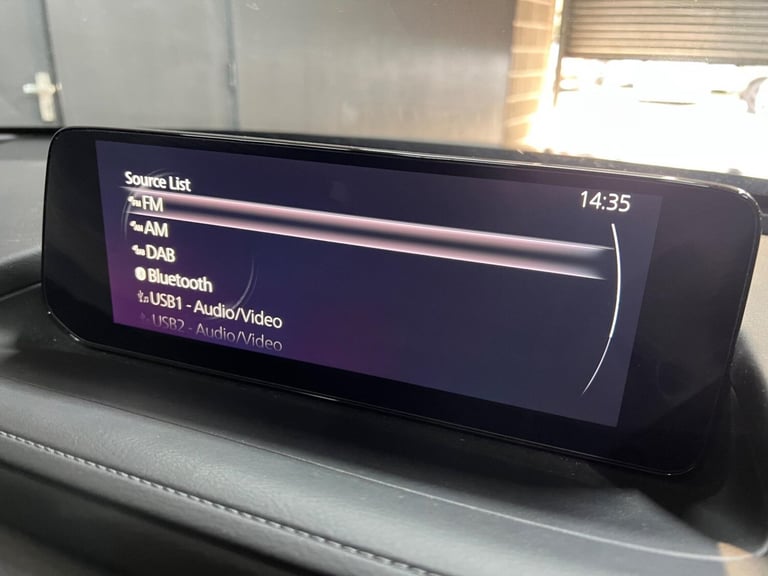 Source List
14:35
FM
AM
DAB
Bluetooth
USB1 - Audio/Video
USB2 - Audio/Video